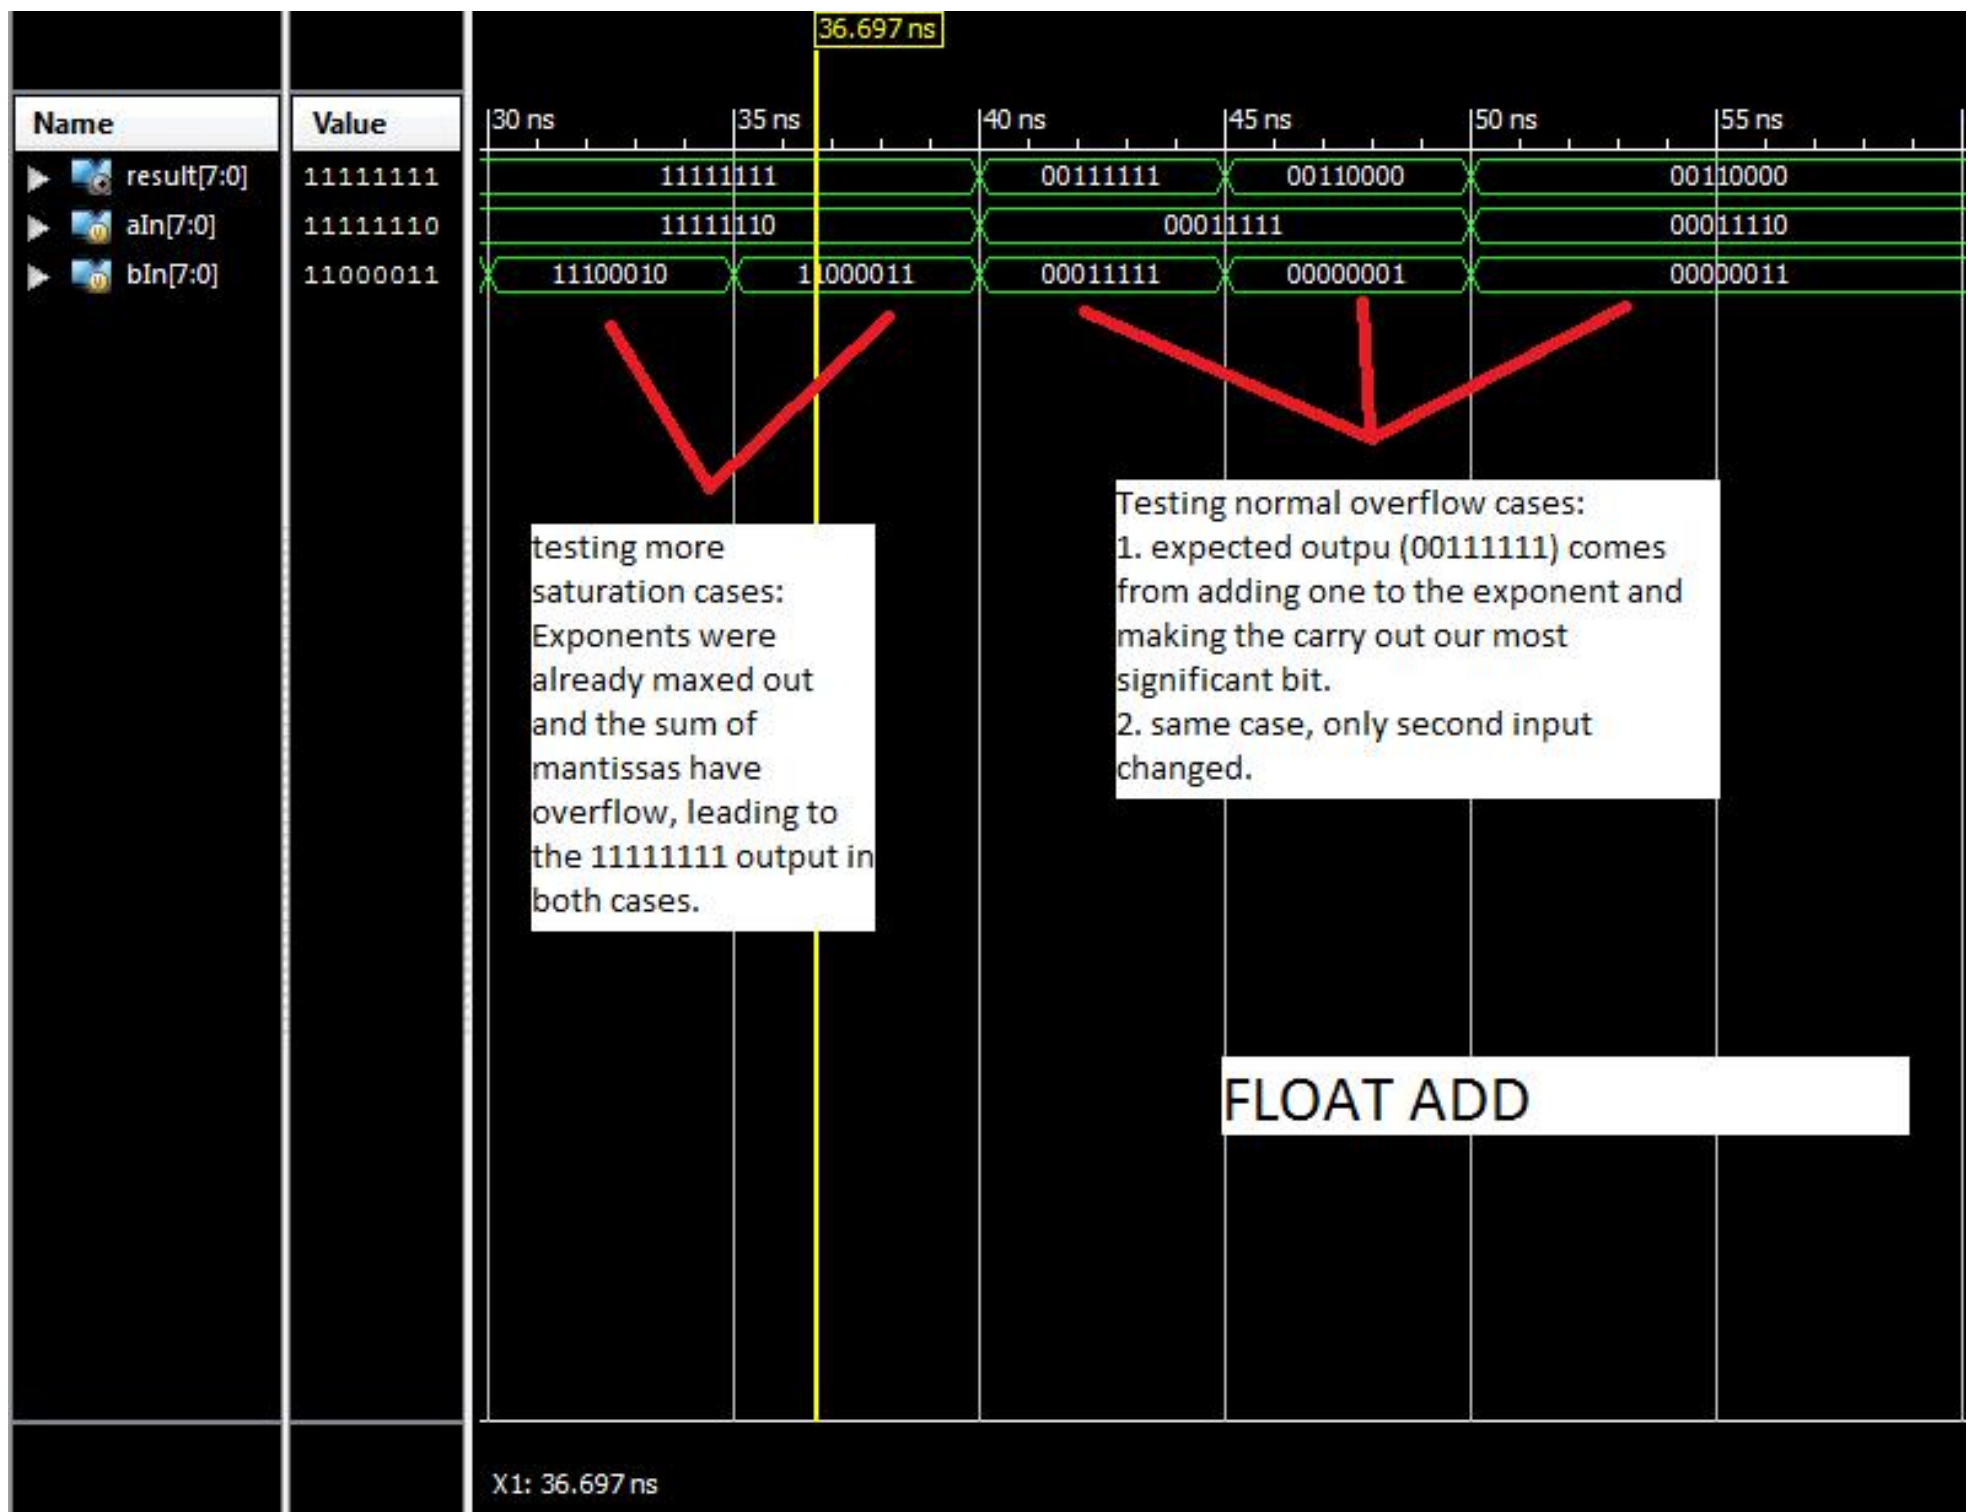 36.697 ns
Name Value 30 ns 35 ns 40 ns 45 ns 50 ns 55 ns
result[7:0] 11111111 11111111 00111111 00110000 00110000
aIn[7:0] 11111110 11111110 00011111 00011110
bIn[7:0] 11000011 11100010 11000011 00011111 00000001 00000011
testing more
saturation cases:
Exponents were
already maxed out
and the sum of
mantissas have
overflow, leading to
the 11111111 output in
both cases.
Testing normal overflow cases:
1. expected outpu (00111111) comes
from adding one to the exponent and
making the carry out our most
significant bit.
2. same case, only second input
changed.
FLOAT ADD
X1: 36.697 ns